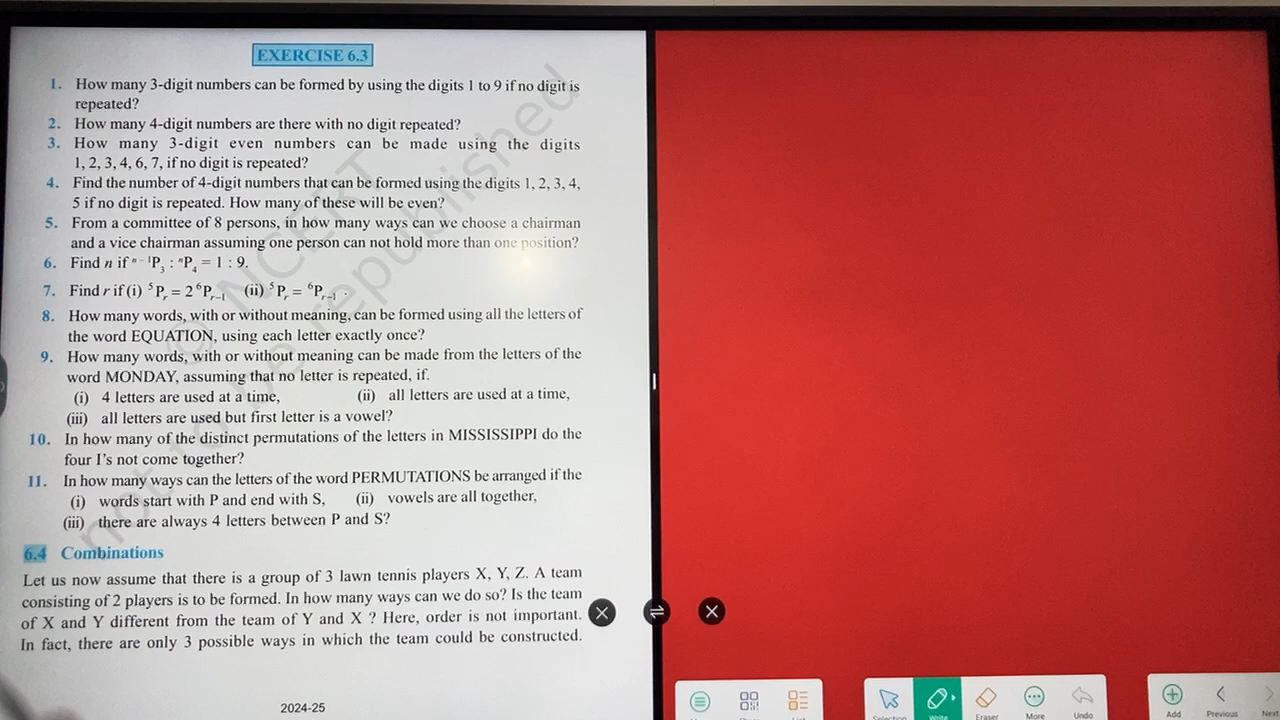 EXERCISE 6.3
1. How many 3-digit numbers can be formed by using the digits 1 to 9 if no digit is
repeated?
2. How many 4-digit numbers are there with no digit repeated?
3. How many 3-digit even numbers can be made using the digits
1, 2, 3, 4, 6, 7, if no digit is repeated?
4. Find the number of 4-digit numbers that can be formed using the digits 1, 2, 3, 4,
5 if no digit is repeated. How many of these will be even?
5. From a committee of 8 persons, in how many ways can we choose a chairman
and a vice chairman assuming one person can not hold more than one position?
6. Find n if ⁿ⁻¹P₃ : ⁿP₄ = 1 : 9.
7. Find r if (i) ⁵Pᵣ = 2 ⁶Pᵣ₋₁ (ii) ⁵Pᵣ = ⁶Pᵣ₋₁ .
8. How many words, with or without meaning, can be formed using all the letters of
the word EQUATION, using each letter exactly once?
9. How many words, with or without meaning can be made from the letters of the
word MONDAY, assuming that no letter is repeated, if.
(i) 4 letters are used at a time, (ii) all letters are used at a time,
(iii) all letters are used but first letter is a vowel?
10. In how many of the distinct permutations of the letters in MISSISSIPPI do the
four I's not come together?
11. In how many ways can the letters of the word PERMUTATIONS be arranged if the
(i) words start with P and end with S, (ii) vowels are all together,
(iii) there are always 4 letters between P and S?
6.4 Combinations
Let us now assume that there is a group of 3 lawn tennis players X, Y, Z. A team
consisting of 2 players is to be formed. In how many ways can we do so? Is the team
of X and Y different from the team of Y and X ? Here, order is not important.
In fact, there are only 3 possible ways in which the team could be constructed.
2024-25
© NCERT
not to be republished
Selection Write Eraser More Undo Add Previous Next